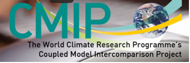 CMIP
The World Climate Research Programme's
Coupled Model Intercomparison Project